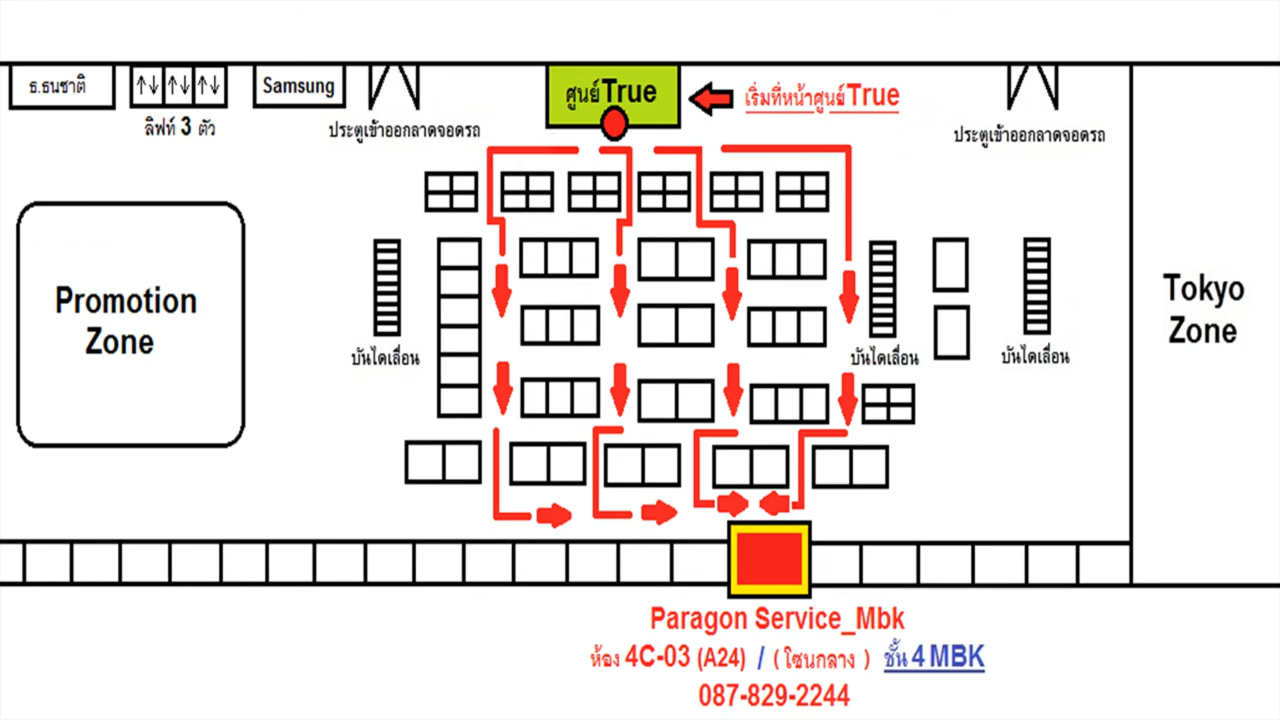 ธ.ธนชาติ
ลิฟท์ 3 ตัว
Samsung
ประตูเข้าออกลาดจอดรถ
ศูนย์True
เริ่มที่หน้าศูนย์True
ประตูเข้าออกลาดจอดรถ
Promotion
Zone
บันไดเลื่อน
บันไดเลื่อน
บันไดเลื่อน
Tokyo
Zone
Paragon Service_Mbk
ห้อง 4C-03 (A24) / ( โซนกลาง ) ชั้น 4 MBK
087-829-2244